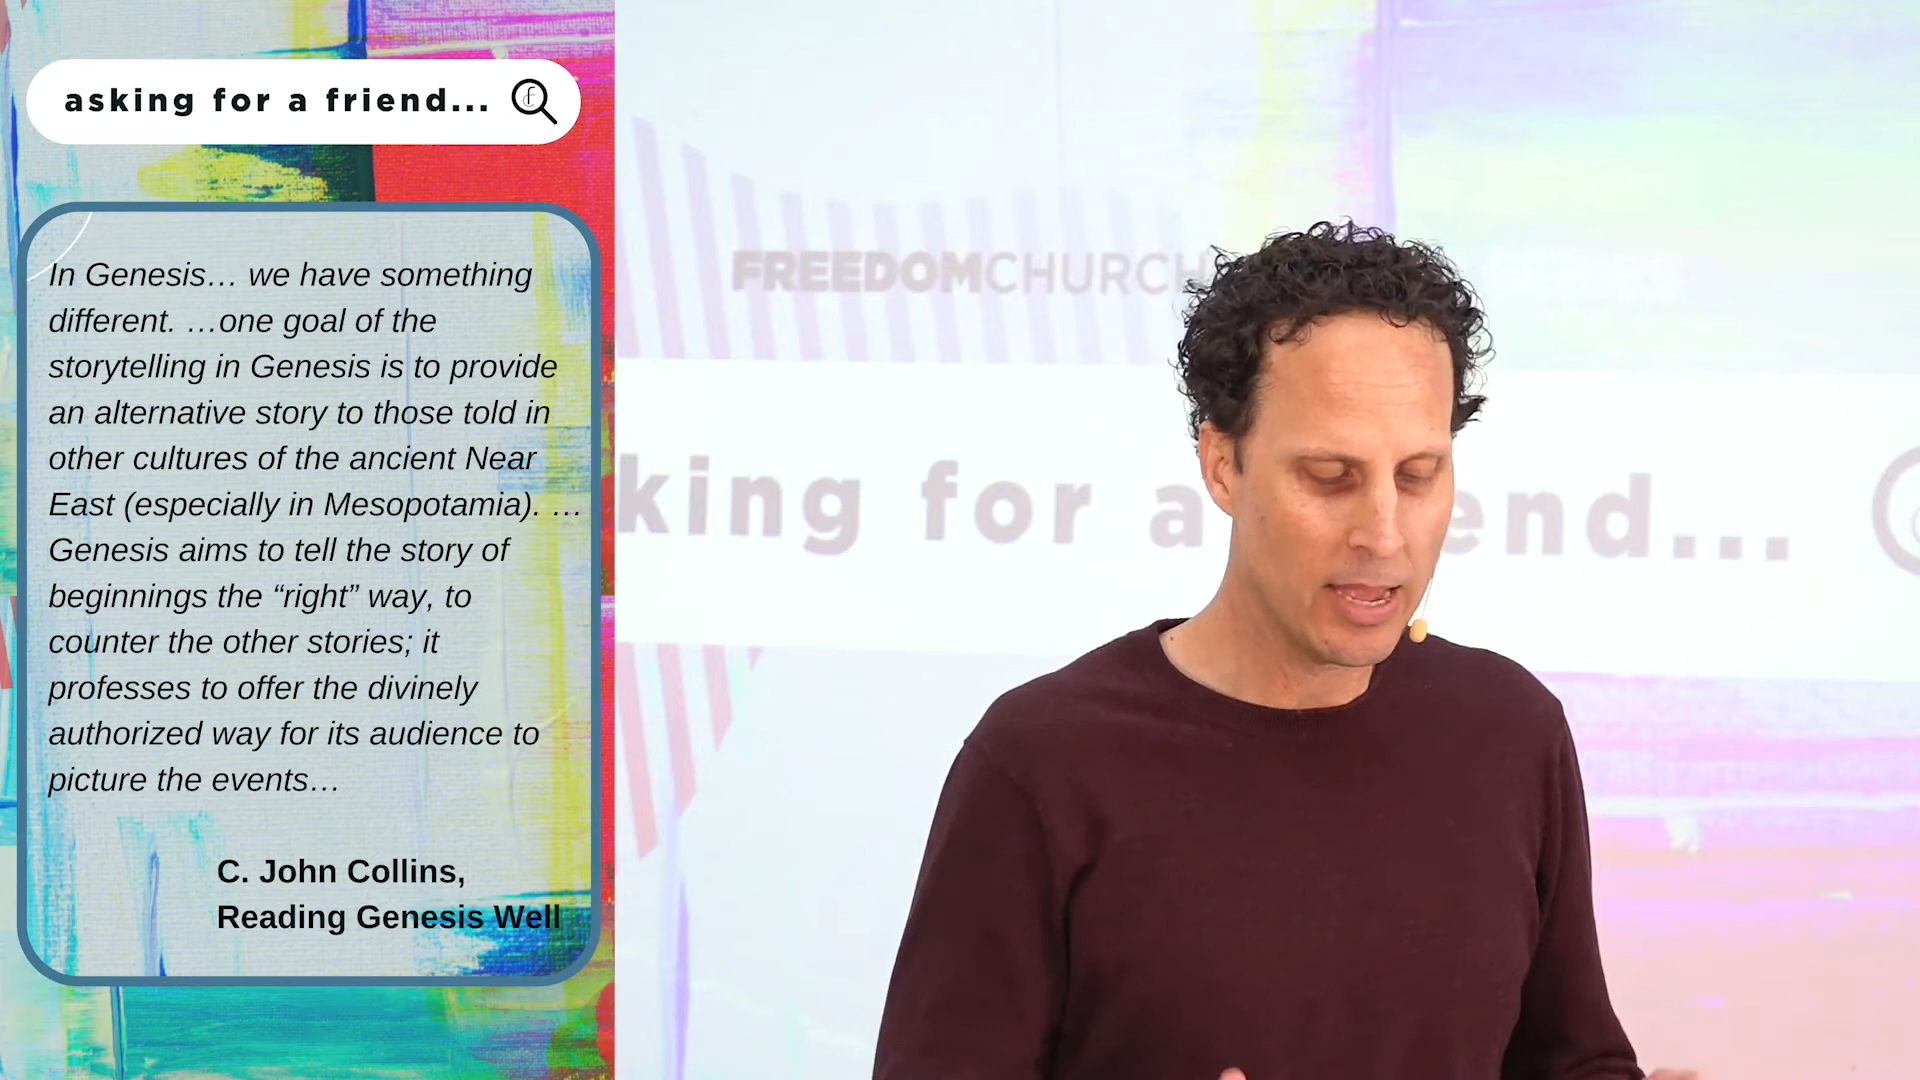 asking for a friend...
In Genesis… we have something
different. …one goal of the
storytelling in Genesis is to provide
an alternative story to those told in
other cultures of the ancient Near
East (especially in Mesopotamia). …
Genesis aims to tell the story of
beginnings the “right” way, to
counter the other stories; it
professes to offer the divinely
authorized way for its audience to
picture the events…
C. John Collins,
Reading Genesis Well
FREEDOMCHURCH
king for a end...